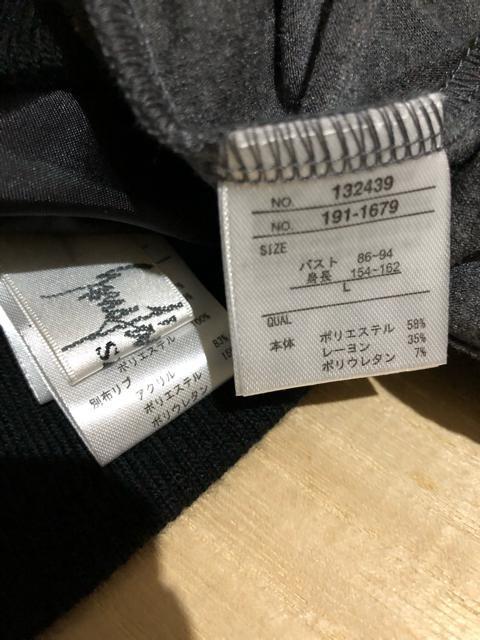 NO. 132439
NO. 191-1679
SIZE
バスト 86-94
身長 154-162
L
QUAL
本体 ポリエステル 58%
レーヨン 35%
ポリウレタン 7%
100%
ポリエステル 83%
別布リブ アクリル
ポリエステル
ポリウレタン